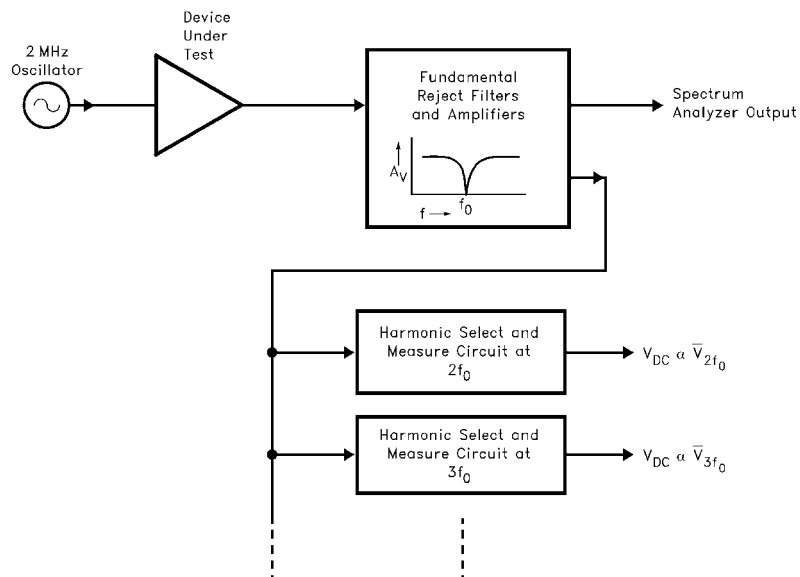 Device
Under
Test
2 MHz
Oscillator
Fundamental
Reject Filters
and Amplifiers
A_V
f
f_0
Spectrum
Analyzer Output
Harmonic Select and
Measure Circuit at
2f_0
V_DC α V̅_2f_0
Harmonic Select and
Measure Circuit at
3f_0
V_DC α V̅_3f_0